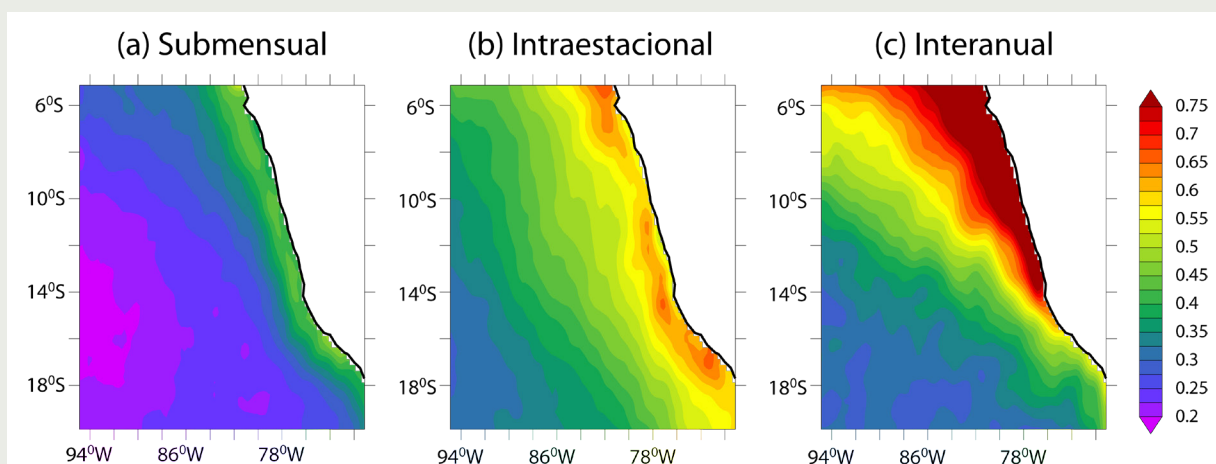 (a) Submensual
(b) Intraestacional
(c) Interanual
6⁰S
10⁰S
14⁰S
18⁰S
94⁰W
86⁰W
78⁰W
6⁰S
10⁰S
14⁰S
18⁰S
94⁰W
86⁰W
78⁰W
6⁰S
10⁰S
14⁰S
18⁰S
94⁰W
86⁰W
78⁰W
0.75
0.7
0.65
0.6
0.55
0.5
0.45
0.4
0.35
0.3
0.25
0.2